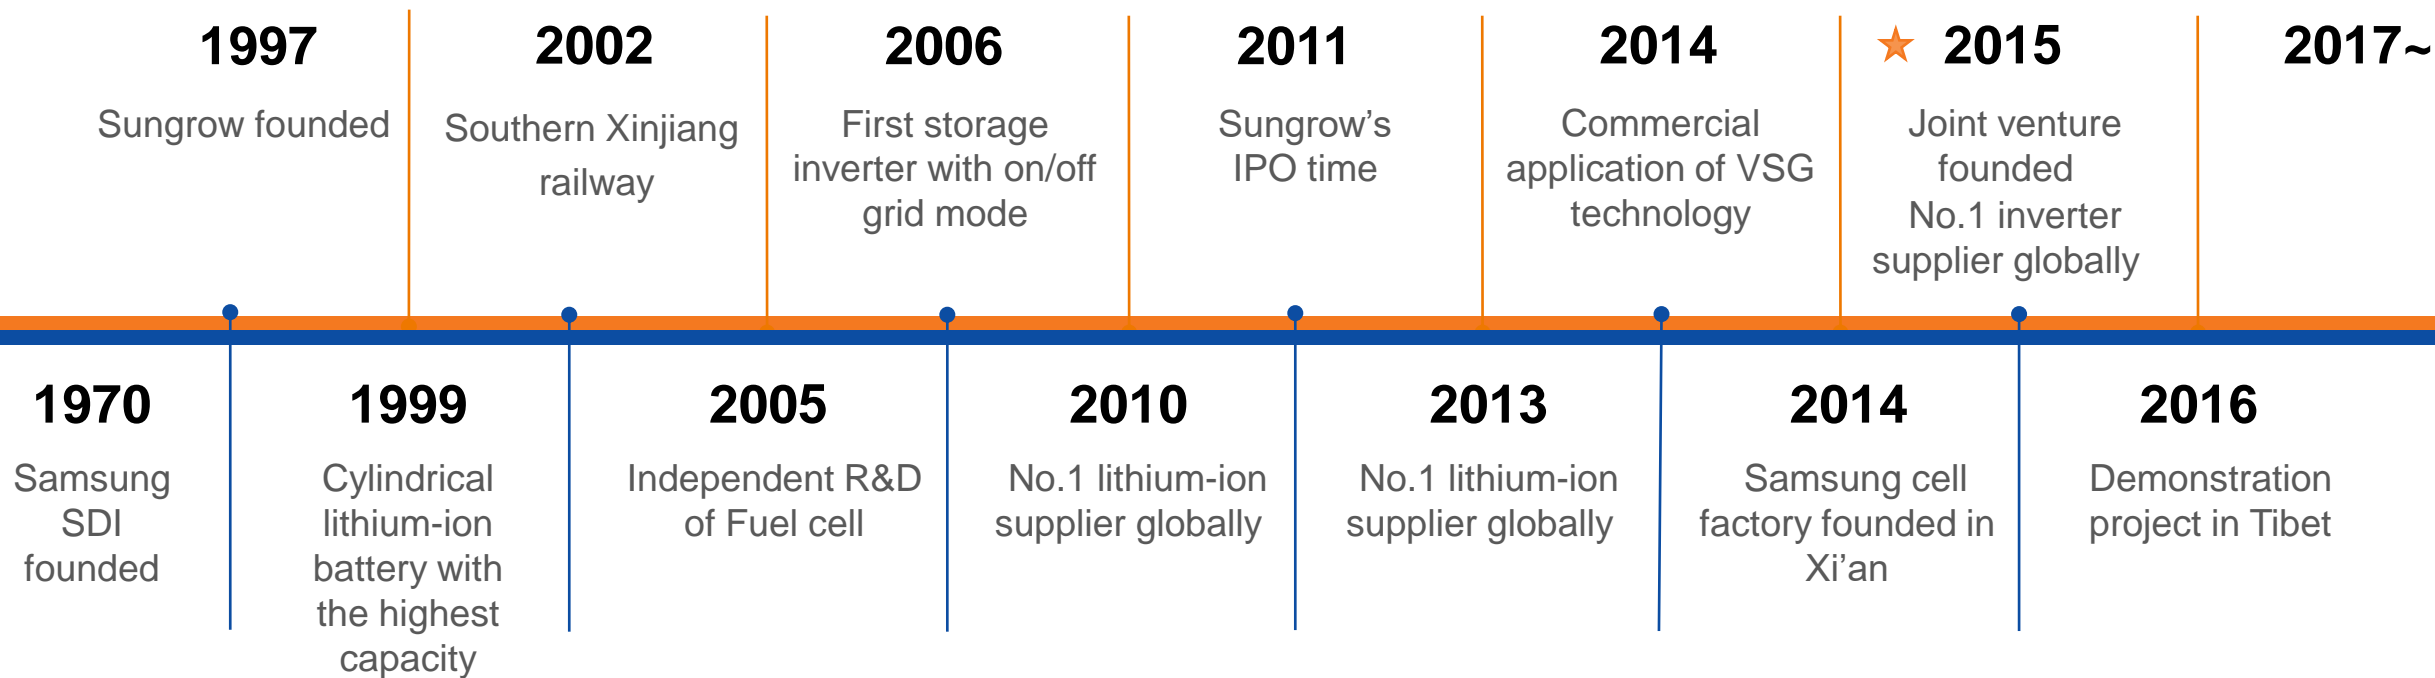 1997
Sungrow founded
2002
Southern Xinjiang
railway
2006
First storage
inverter with on/off
grid mode
2011
Sungrow’s
IPO time
2014
Commercial
application of VSG
technology
2015
Joint venture
founded
No.1 inverter
supplier globally
2017~
1970
Samsung
SDI
founded
1999
Cylindrical
lithium-ion
battery with
the highest
capacity
2005
Independent R&D
of Fuel cell
2010
No.1 lithium-ion
supplier globally
2013
No.1 lithium-ion
supplier globally
2014
Samsung cell
factory founded in
Xi’an
2016
Demonstration
project in Tibet